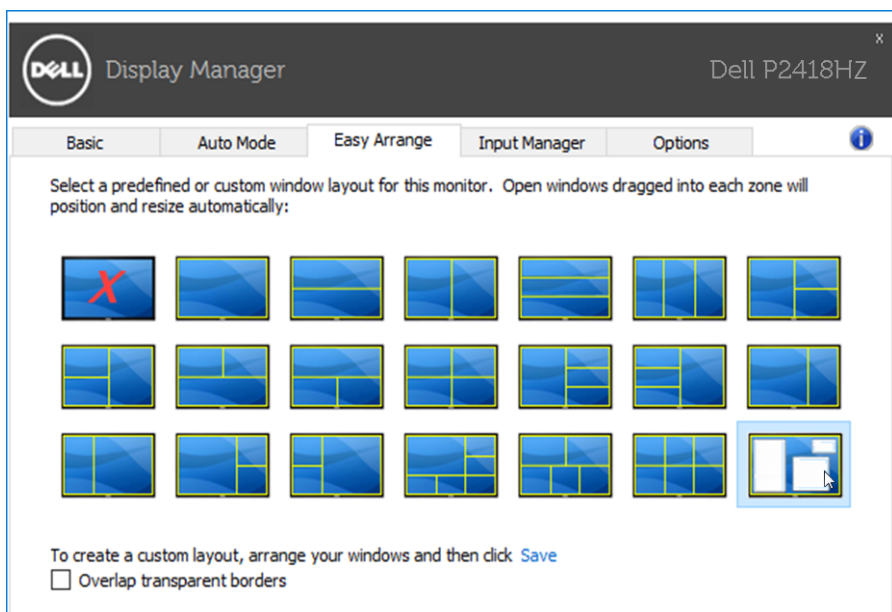 x
DELL Display Manager Dell P2418HZ
Basic Auto Mode Easy Arrange Input Manager Options i
Select a predefined or custom window layout for this monitor. Open windows dragged into each zone will
position and resize automatically:
X
To create a custom layout, arrange your windows and then click Save
Overlap transparent borders